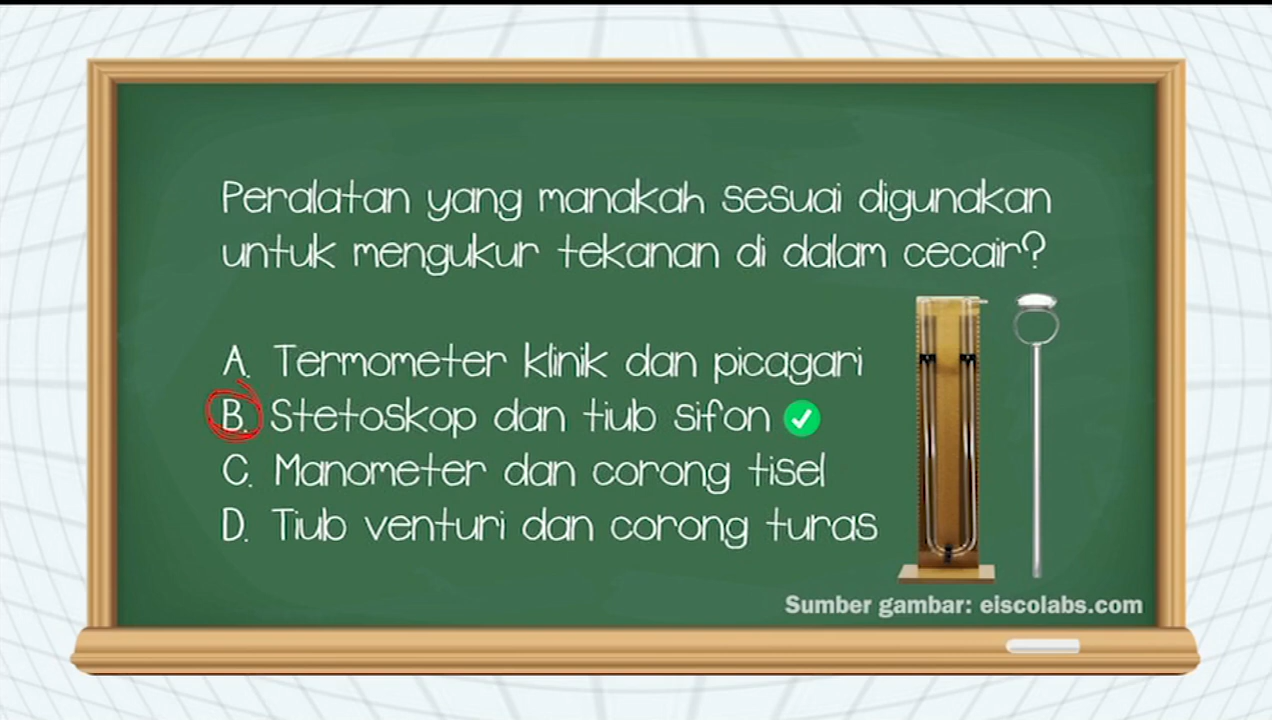 Peralatan yang manakah sesuai digunakan
untuk mengukur tekanan di dalam cecair?
A. Termometer klinik dan picagari
B. Stetoskop dan tiub sifon
C. Manometer dan corong tisel
D. Tiub venturi dan corong turas
Sumber gambar: eiscolabs.com